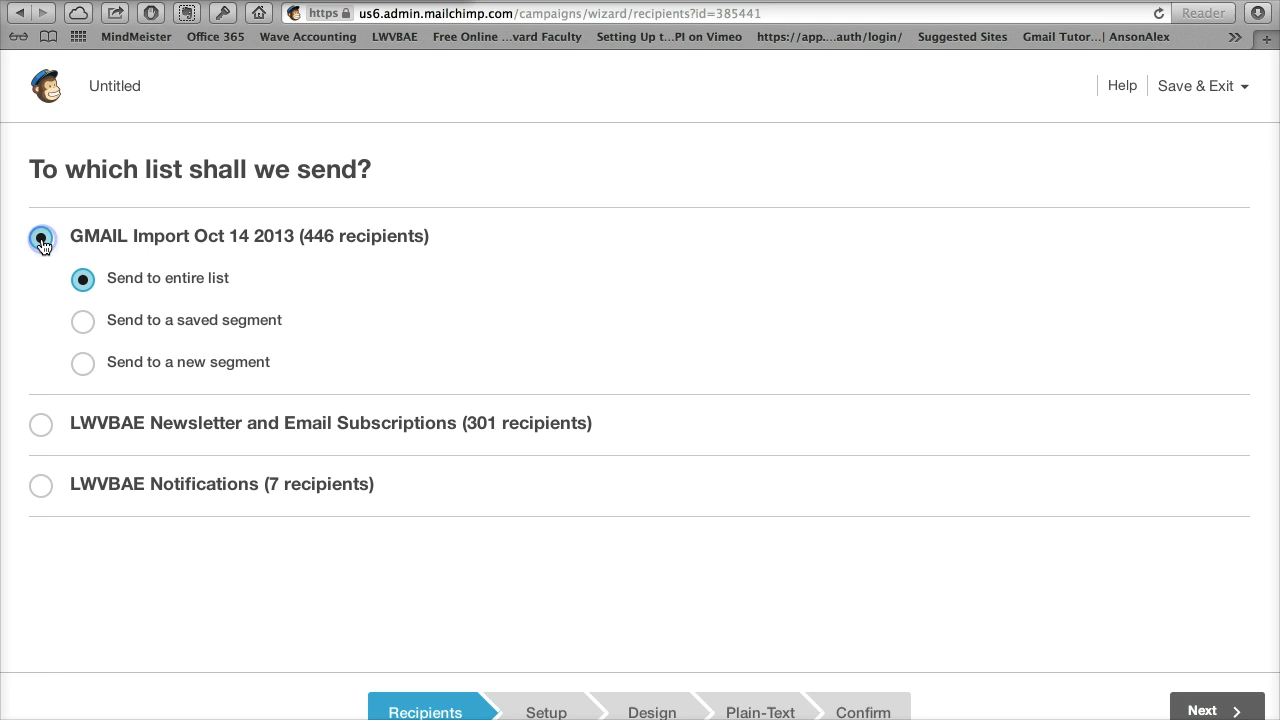 https us6.admin.mailchimp.com/campaigns/wizard/recipients?id=385441 Reader
MindMeister Office 365 Wave Accounting LWVBAE Free Online ...vard Faculty Setting Up t...PI on Vimeo https://app....auth/login/ Suggested Sites Gmail Tutor...| AnsonAlex
Untitled Help Save & Exit
To which list shall we send?
GMAIL Import Oct 14 2013 (446 recipients)
Send to entire list
Send to a saved segment
Send to a new segment
LWVBAE Newsletter and Email Subscriptions (301 recipients)
LWVBAE Notifications (7 recipients)
Recipients Setup Design Plain-Text Confirm Next